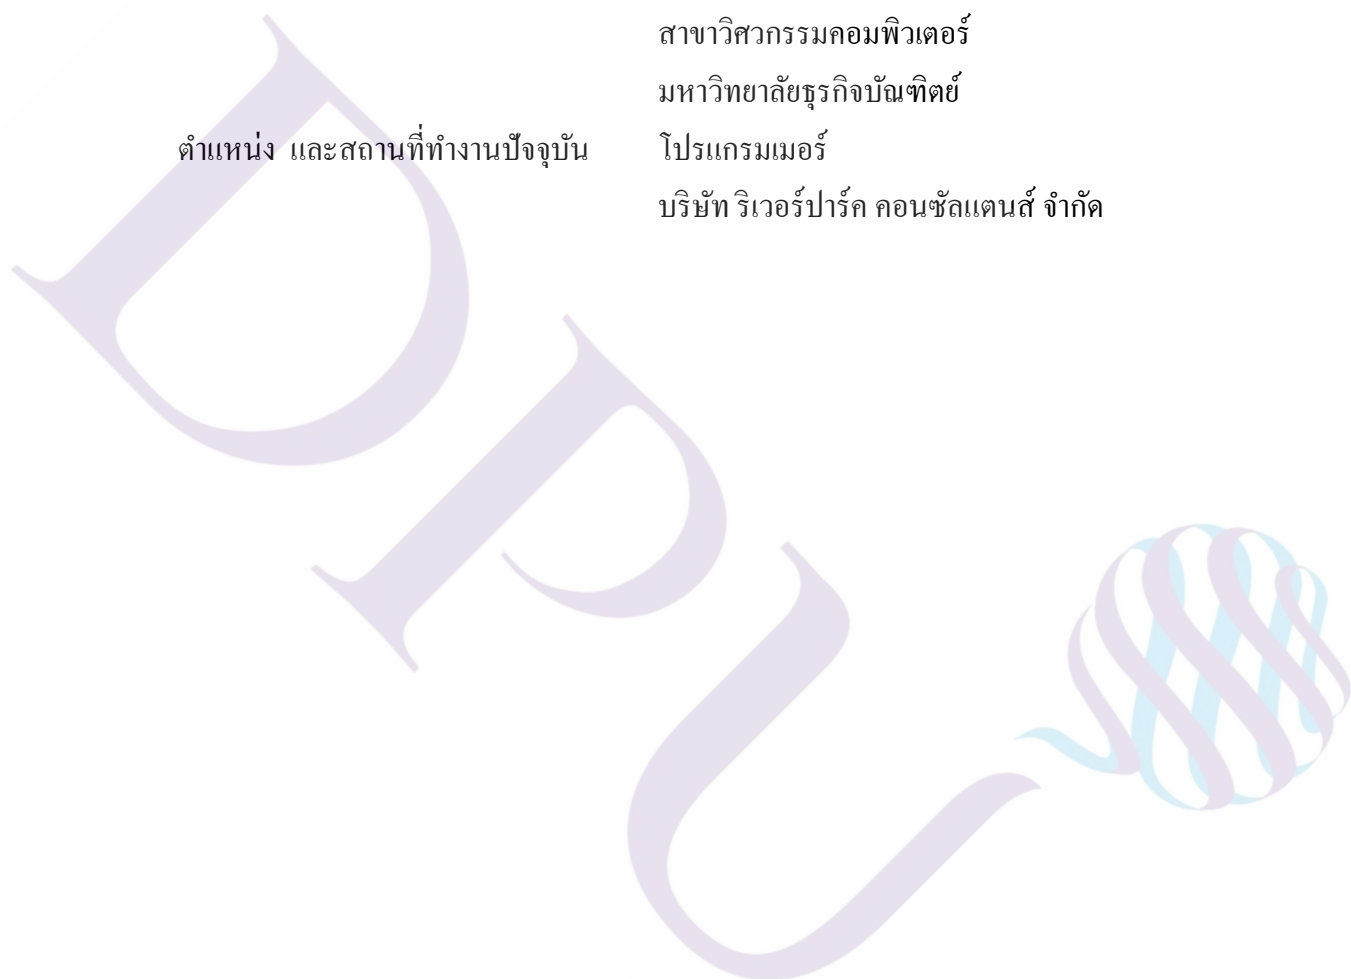 สาขาวิศวกรรมคอมพิวเตอร์
มหาวิทยาลัยธุรกิจบัณฑิตย์
ตำแหน่ง และสถานที่ทำงานปัจจุบัน โปรแกรมเมอร์
บริษัท ริเวอร์ปาร์ค คอนซัลแตนส์ จำกัด
DPU